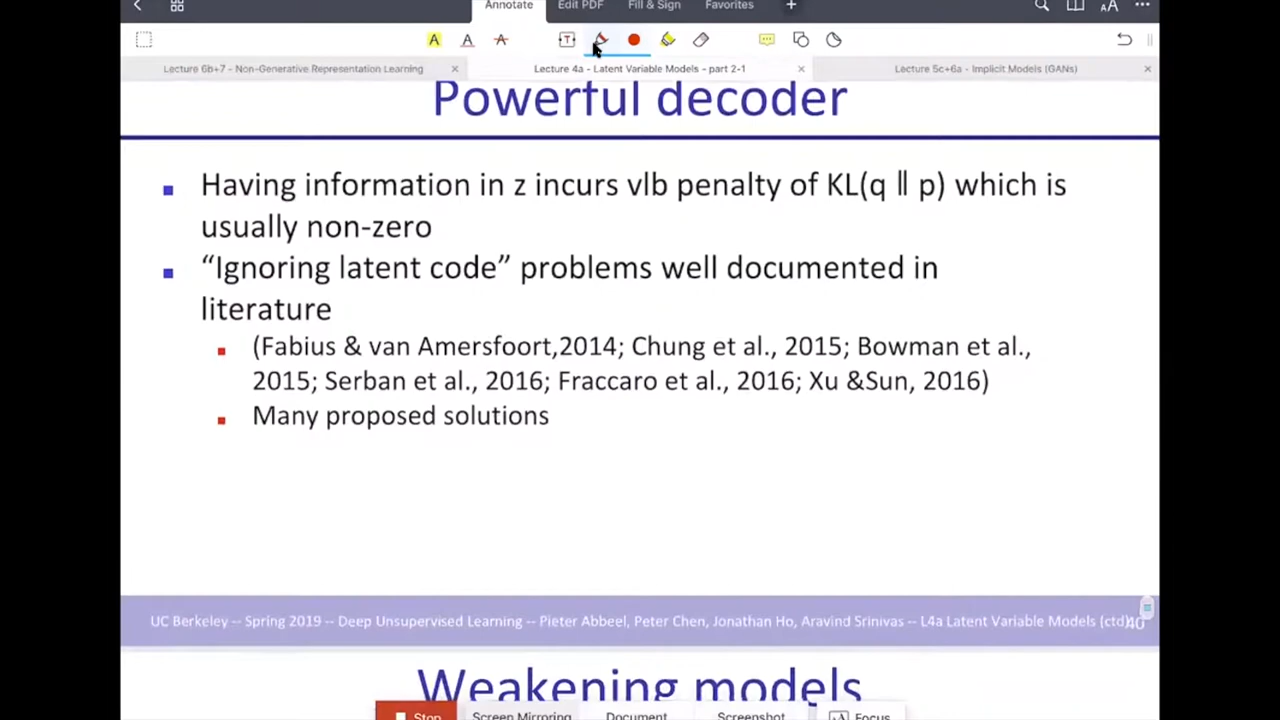 Annotate
Edit PDF
Fill & Sign
Favorites
+
AA
A
A
A
T
Lecture 6b+7 - Non-Generative Representation Learning
Lecture 4a - Latent Variable Models - part 2-1
Lecture 5c+6a - Implicit Models (GANs)
Powerful decoder
Having information in z incurs vlb penalty of KL(q ‖ p) which is
usually non-zero
“Ignoring latent code” problems well documented in
literature
(Fabius & van Amersfoort,2014; Chung et al., 2015; Bowman et al.,
2015; Serban et al., 2016; Fraccaro et al., 2016; Xu &Sun, 2016)
Many proposed solutions
UC Berkeley -- Spring 2019 -- Deep Unsupervised Learning -- Pieter Abbeel, Peter Chen, Jonathan Ho, Aravind Srinivas -- L4a Latent Variable Models (ctd) 40
Weakening models
Stop
Screen Mirroring
Document
Screenshot
Focus